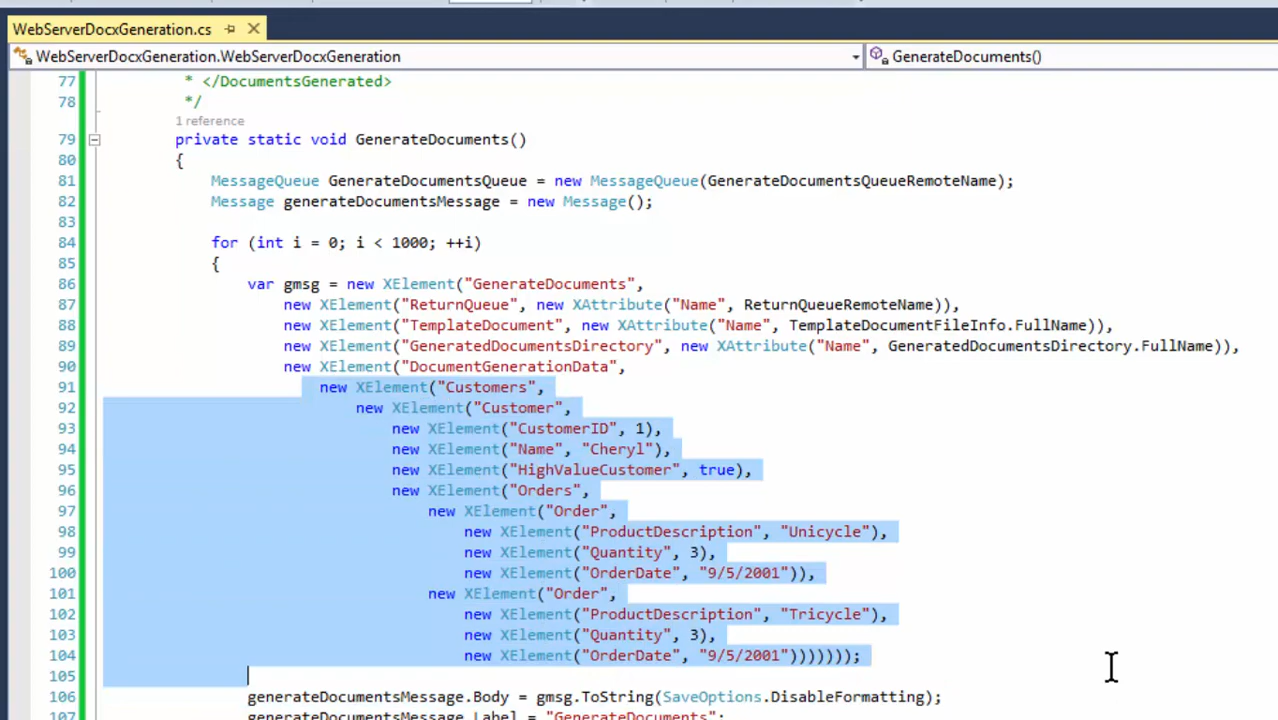 WebServerDocxGeneration.cs
WebServerDocxGeneration.WebServerDocxGeneration GenerateDocuments()
77 * </DocumentsGenerated>
78 */
1 reference
79 private static void GenerateDocuments()
80 {
81 MessageQueue GenerateDocumentsQueue = new MessageQueue(GenerateDocumentsQueueRemoteName);
82 Message generateDocumentsMessage = new Message();
83
84 for (int i = 0; i < 1000; ++i)
85 {
86 var gmsg = new XElement("GenerateDocuments",
87 new XElement("ReturnQueue", new XAttribute("Name", ReturnQueueRemoteName)),
88 new XElement("TemplateDocument", new XAttribute("Name", TemplateDocumentFileInfo.FullName)),
89 new XElement("GeneratedDocumentsDirectory", new XAttribute("Name", GeneratedDocumentsDirectory.FullName)),
90 new XElement("DocumentGenerationData",
91 new XElement("Customers",
92 new XElement("Customer",
93 new XElement("CustomerID", 1),
94 new XElement("Name", "Cheryl"),
95 new XElement("HighValueCustomer", true),
96 new XElement("Orders",
97 new XElement("Order",
98 new XElement("ProductDescription", "Unicycle"),
99 new XElement("Quantity", 3),
100 new XElement("OrderDate", "9/5/2001")),
101 new XElement("Order",
102 new XElement("ProductDescription", "Tricycle"),
103 new XElement("Quantity", 3),
104 new XElement("OrderDate", "9/5/2001")))))));
105
106 generateDocumentsMessage.Body = gmsg.ToString(SaveOptions.DisableFormatting);
107 generateDocumentsMessage.Label = "GenerateDocuments";